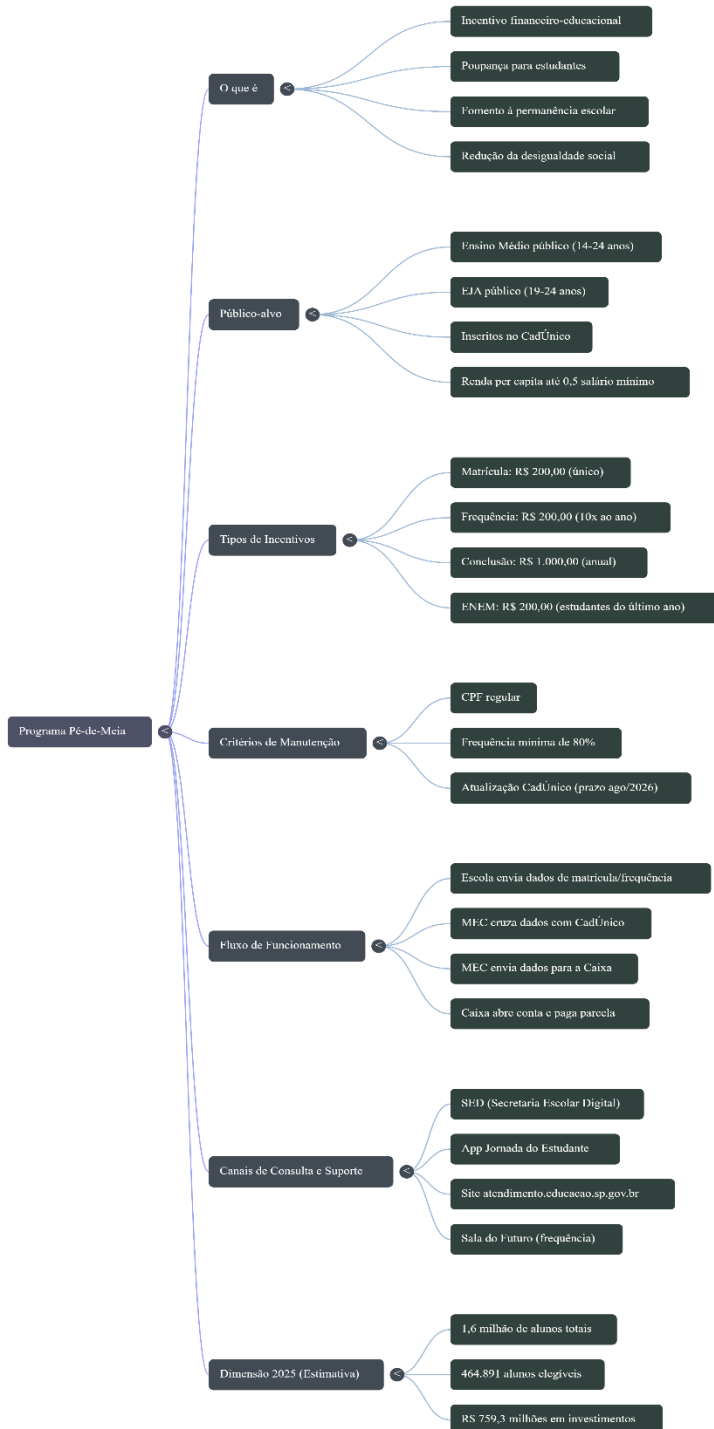 Programa Pé-de-Meia
O que é
Incentivo financeiro-educacional
Poupança para estudantes
Fomento à permanência escolar
Redução da desigualdade social
Público-alvo
Ensino Médio público (14-24 anos)
EJA público (19-24 anos)
Inscritos no CadÚnico
Renda per capita até 0,5 salário mínimo
Tipos de Incentivos
Matrícula: R$ 200,00 (único)
Frequência: R$ 200,00 (10x ao ano)
Conclusão: R$ 1.000,00 (anual)
ENEM: R$ 200,00 (estudantes do último ano)
Critérios de Manutenção
CPF regular
Frequência mínima de 80%
Atualização CadÚnico (prazo ago/2026)
Fluxo de Funcionamento
Escola envia dados de matrícula/frequência
MEC cruza dados com CadÚnico
MEC envia dados para a Caixa
Caixa abre conta e paga parcela
Canais de Consulta e Suporte
SED (Secretaria Escolar Digital)
App Jornada do Estudante
Site atendimento.educacao.sp.gov.br
Sala do Futuro (frequência)
Dimensão 2025 (Estimativa)
1,6 milhão de alunos totais
464.891 alunos elegíveis
R$ 759,3 milhões em investimentos